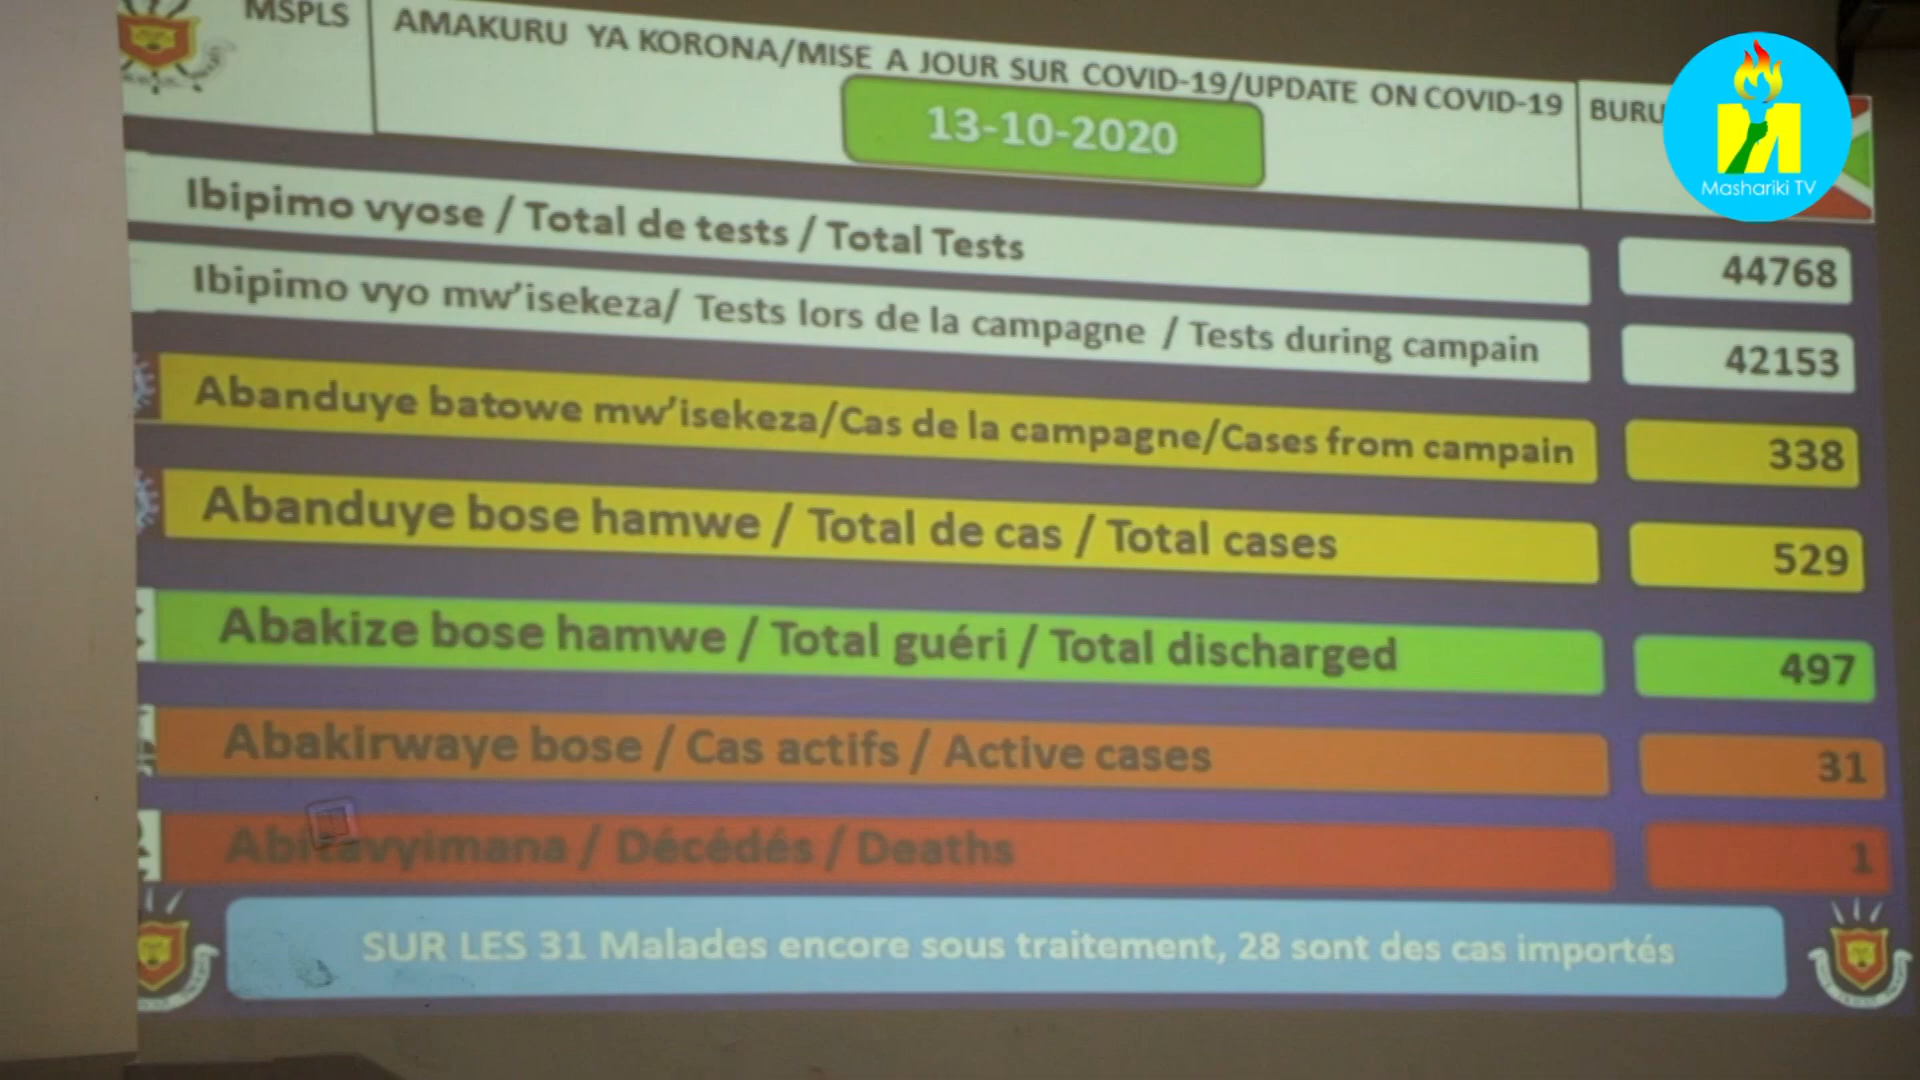 MSPLS
AMAKURU YA KORONA/MISE A JOUR SUR COVID-19/UPDATE ON COVID-19
BURU
13-10-2020
Mashariki TV
Ibipimo vyose / Total de tests / Total Tests 44768
Ibipimo vyo mw'isekeza/ Tests lors de la campagne / Tests during campain 42153
Abanduye batowe mw'isekeza/Cas de la campagne/Cases from campain 338
Abanduye bose hamwe / Total de cas / Total cases 529
Abakize bose hamwe / Total guéri / Total discharged 497
Abakirwaye bose / Cas actifs / Active cases 31
Abitavyimana / Décédés / Deaths 1
SUR LES 31 Malades encore sous traitement, 28 sont des cas importés